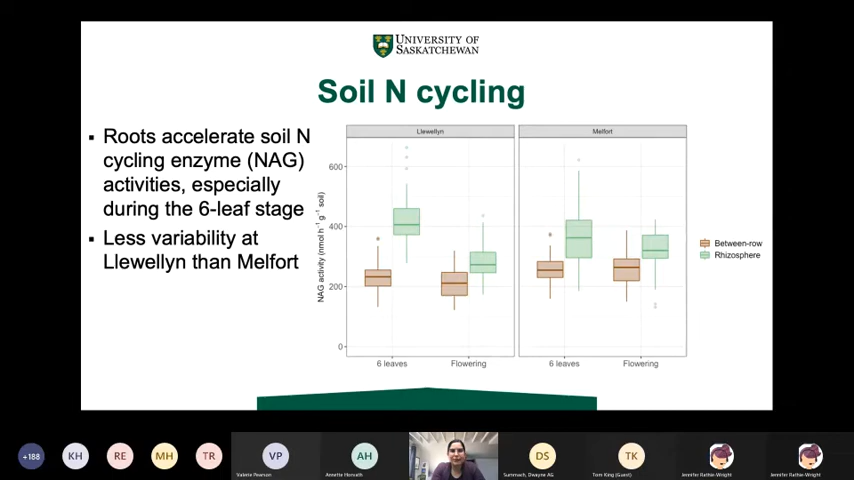 UNIVERSITY OF
SASKATCHEWAN
Soil N cycling
▪ Roots accelerate soil N
cycling enzyme (NAG)
activities, especially
during the 6-leaf stage
▪ Less variability at
Llewellyn than Melfort
Llewellyn
Melfort
NAG activity (nmol h⁻¹ g⁻¹ soil)
600
400
200
0
6 leaves
Flowering
6 leaves
Flowering
Between-row
Rhizosphere
+188
KH
RE
MH
TR
VP
AH
DS
TK
Valerie Pearson
Annette Horvath
Summach, Dwayne AG
Tom King (Guest)
Jennifer Rathie-Wright
Jennifer Rathie-Wright